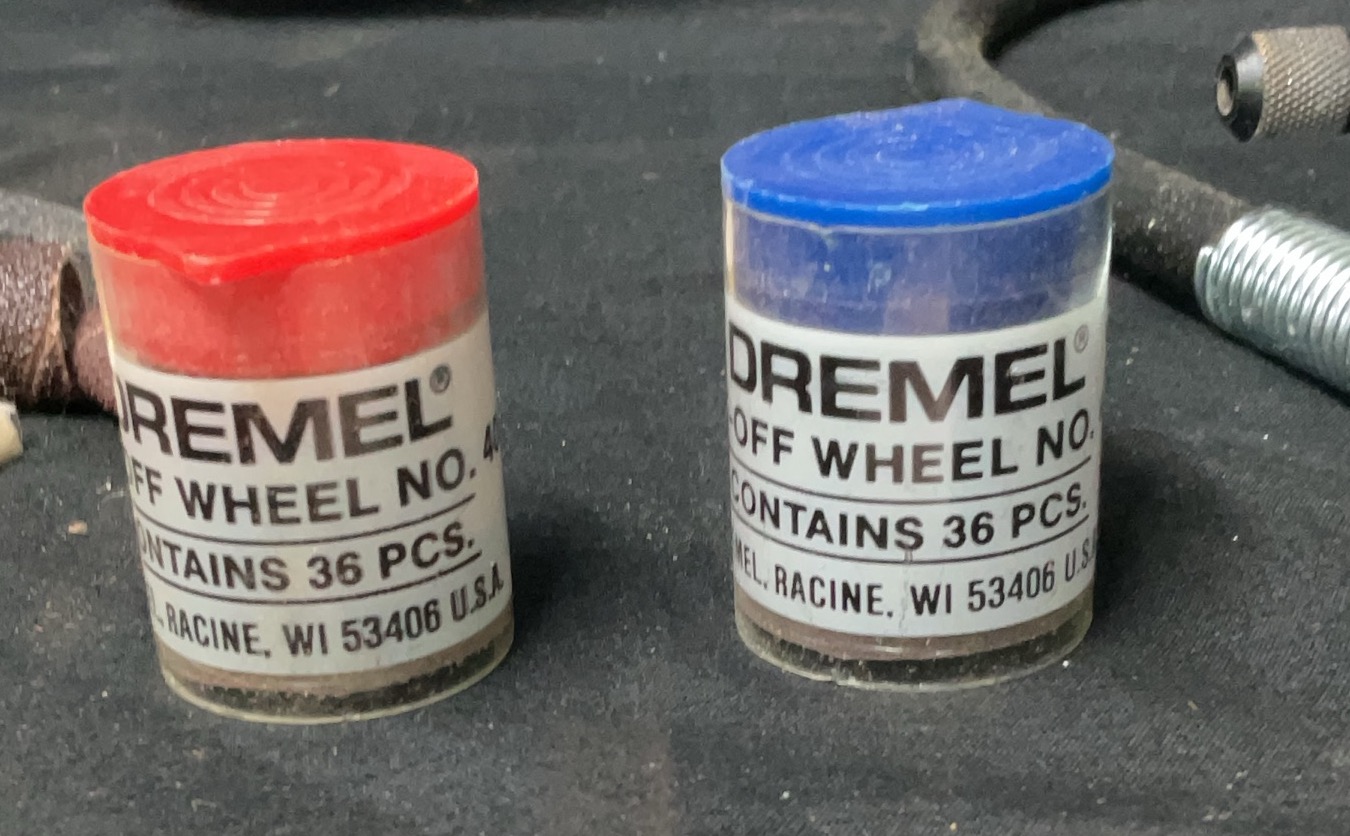 DREMEL®
OFF WHEEL NO. 4
CONTAINS 36 PCS.
RACINE, WI 53406 U.S.A.
DREMEL®
-OFF WHEEL NO.
CONTAINS 36 PCS.
MEL, RACINE, WI 53406 U.S.